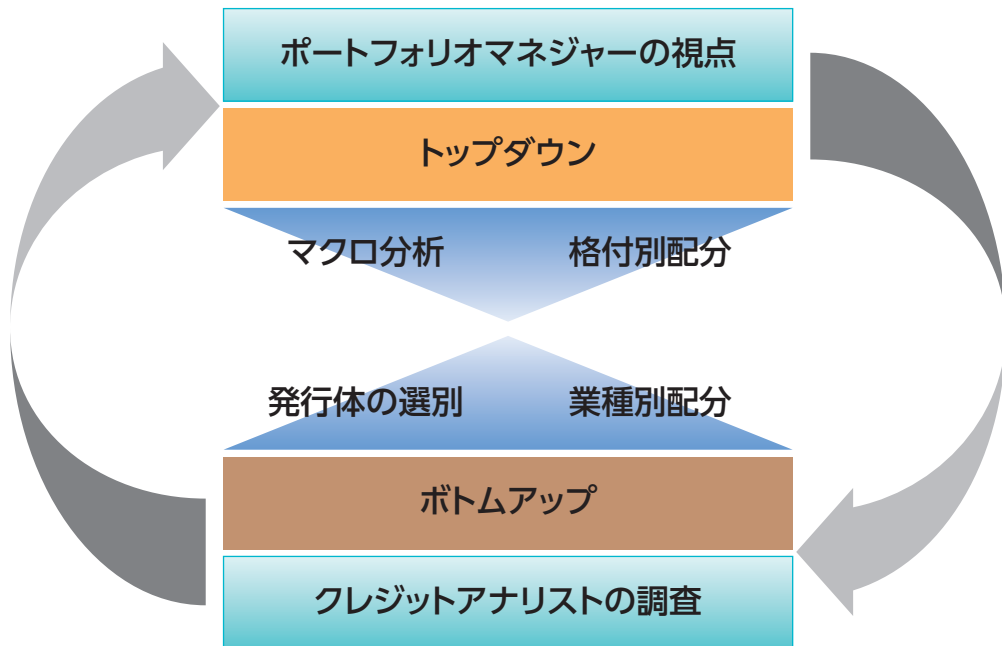 ポートフォリオマネジャーの視点
トップダウン
マクロ分析 格付別配分
発行体の選別 業種別配分
ボトムアップ
クレジットアナリストの調査